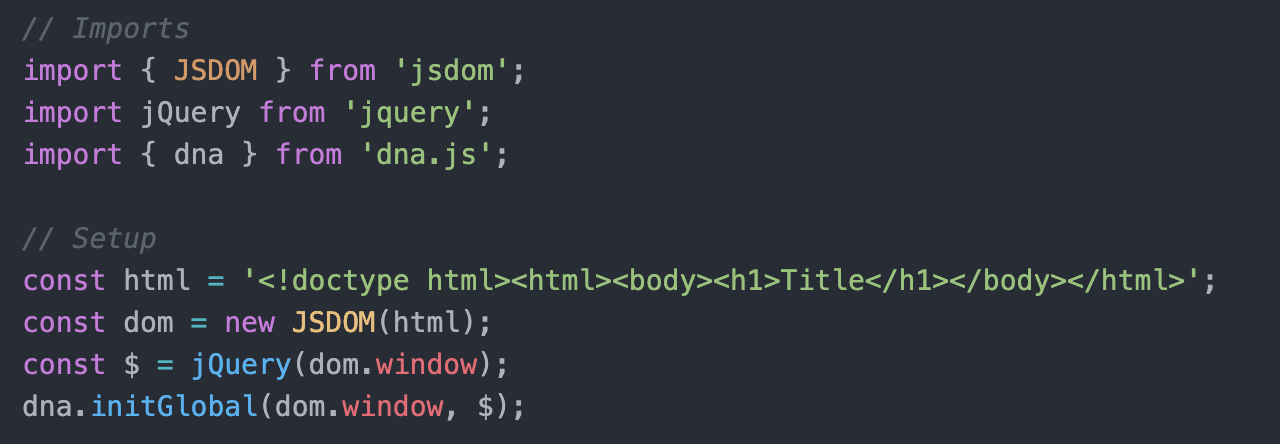 // Imports
import { JSDOM } from 'jsdom';
import jQuery from 'jquery';
import { dna } from 'dna.js';
// Setup
const html = '<!doctype html><html><body><h1>Title</h1></body></html>';
const dom = new JSDOM(html);
const $ = jQuery(dom.window);
dna.initGlobal(dom.window, $);